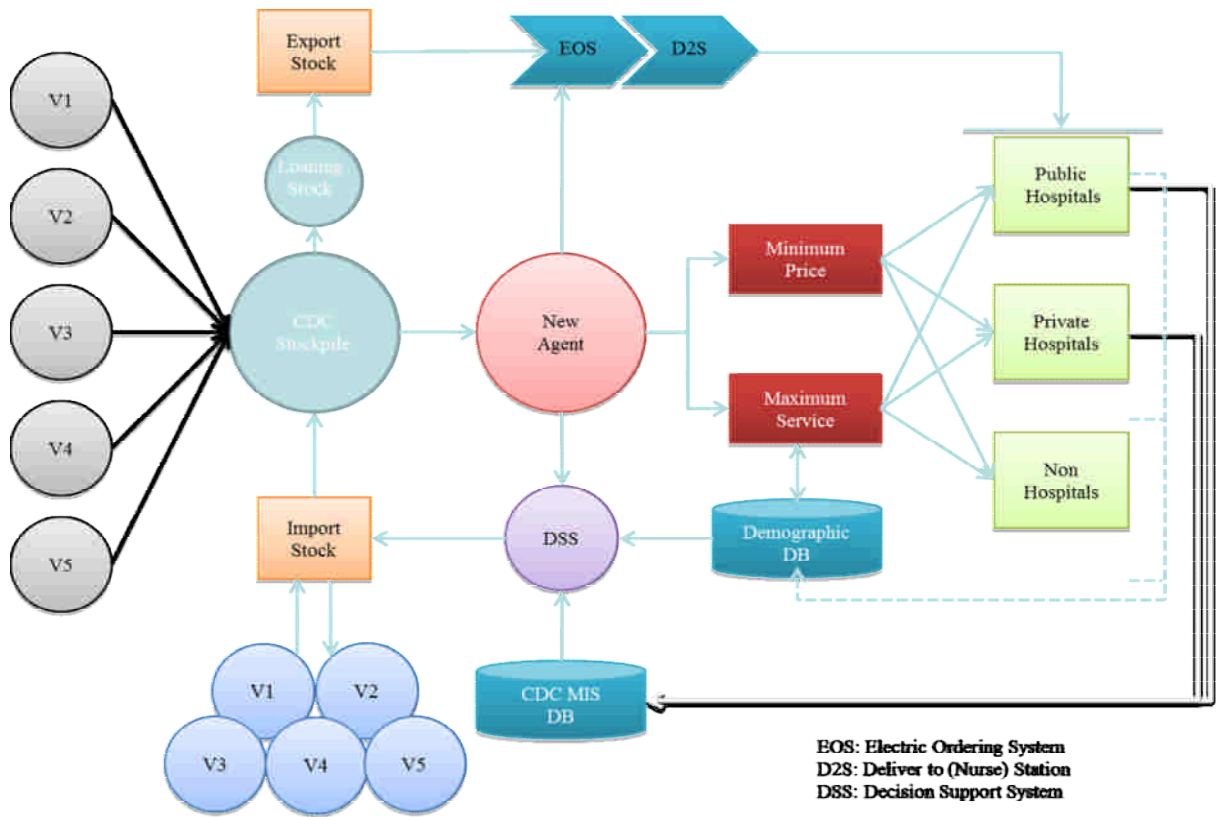 V1
V2
V3
V4
V5
Export
Stock
Loaning
Stock
CDC
Stockpile
Import
Stock
V1
V2
V3
V4
V5
EOS
D2S
New
Agent
DSS
CDC MIS
DB
Minimum
Price
Maximum
Service
Demographic
DB
Public
Hospitals
Private
Hospitals
Non
Hospitals
EOS: Electric Ordering System
D2S: Deliver to (Nurse) Station
DSS: Decision Support System